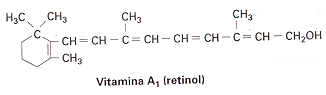 H₃C CH₃ CH₃ CH₃
C CH=CH–C=CH–CH=CH–C=CH–CH₂OH
CH₃
Vitamina A₁ (retinol)